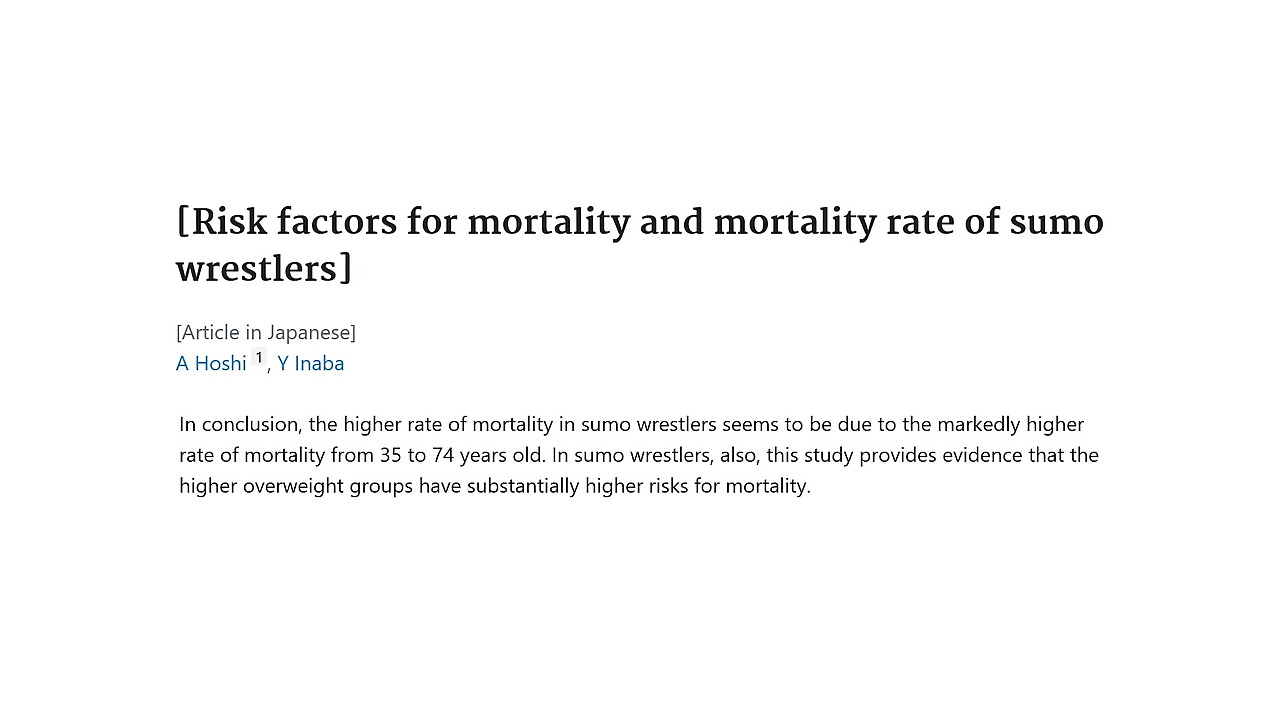 [Risk factors for mortality and mortality rate of sumo
wrestlers]
[Article in Japanese]
A Hoshi 1, Y Inaba
In conclusion, the higher rate of mortality in sumo wrestlers seems to be due to the markedly higher
rate of mortality from 35 to 74 years old. In sumo wrestlers, also, this study provides evidence that the
higher overweight groups have substantially higher risks for mortality.